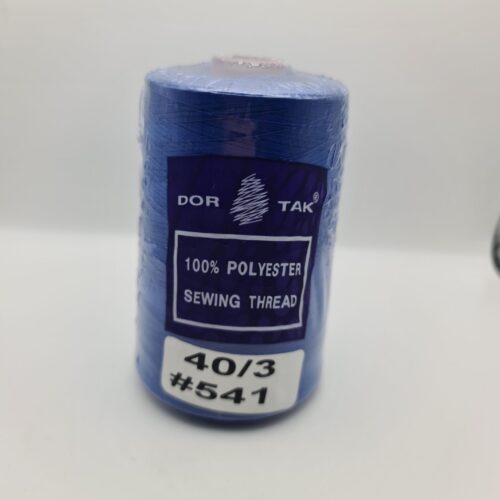 DOR TAK®
100% POLYESTER
SEWING THREAD
40/3
#541